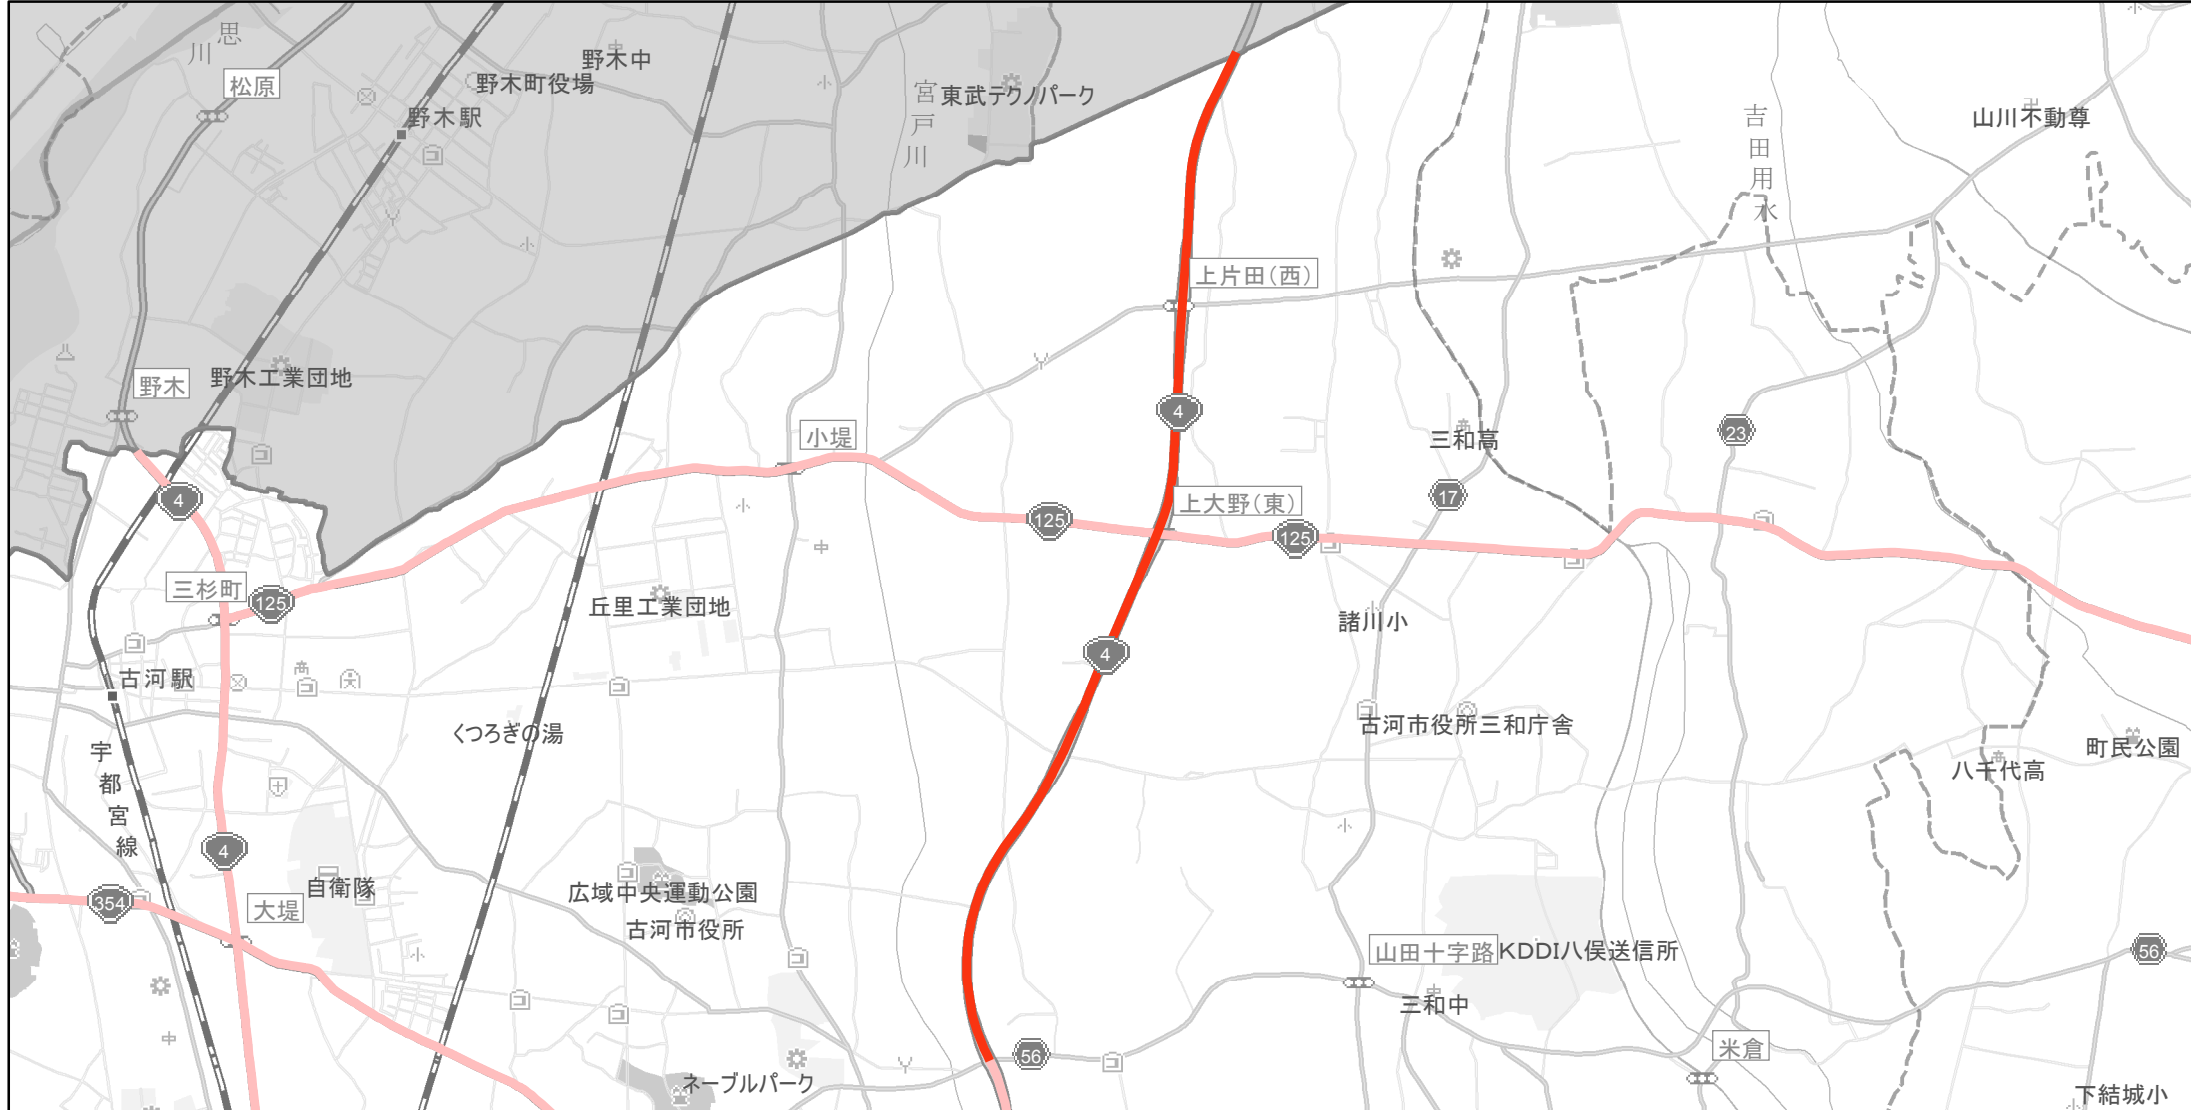 思川
松原
野木中
野木町役場
野木駅
宮戸川
東武テクノパーク
吉田用水
山川不動尊
上片田(西)
野木
野木工業団地
小堤
三和高
23
17
4
4
上大野(東)
125
125
三杉町
125
丘里工業団地
諸川小
4
古河駅
くつろぎの湯
古河市役所三和庁舎
町民公園
八千代高
宇都宮線
4
自衛隊
354
大堤
広域中央運動公園
古河市役所
山田十字路
KDDI八俣送信所
56
三和中
56
米倉
ネーブルパーク
下結城小